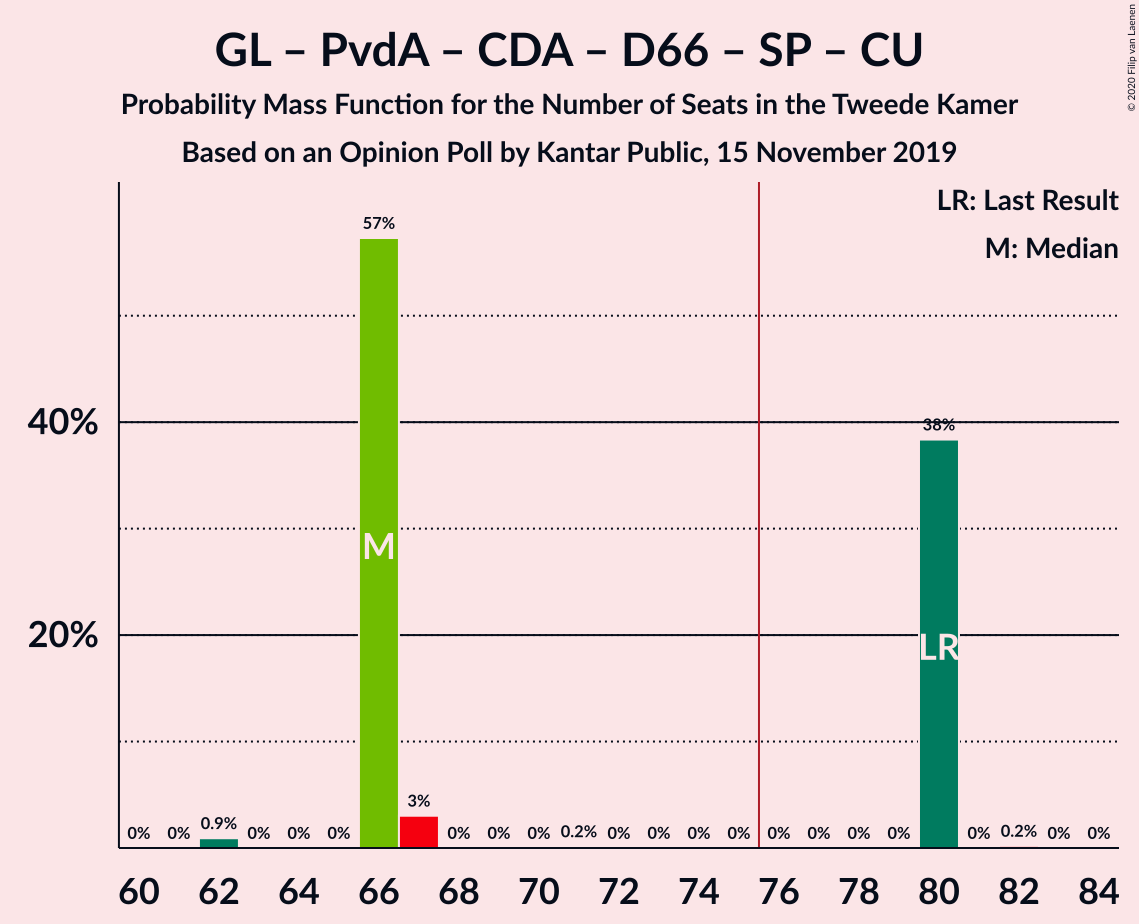 GL – PvdA – CDA – D66 – SP – CU
Probability Mass Function for the Number of Seats in the Tweede Kamer
Based on an Opinion Poll by Kantar Public, 15 November 2019
© 2020 Filip van Laenen
LR: Last Result
M: Median
57%
40%
38%
M
20%
LR
0% 0% 0.9% 0% 0% 0% 3% 0% 0% 0% 0.2% 0% 0% 0% 0% 0% 0% 0% 0% 0% 0.2% 0% 0%
60 62 64 66 68 70 72 74 76 78 80 82 84